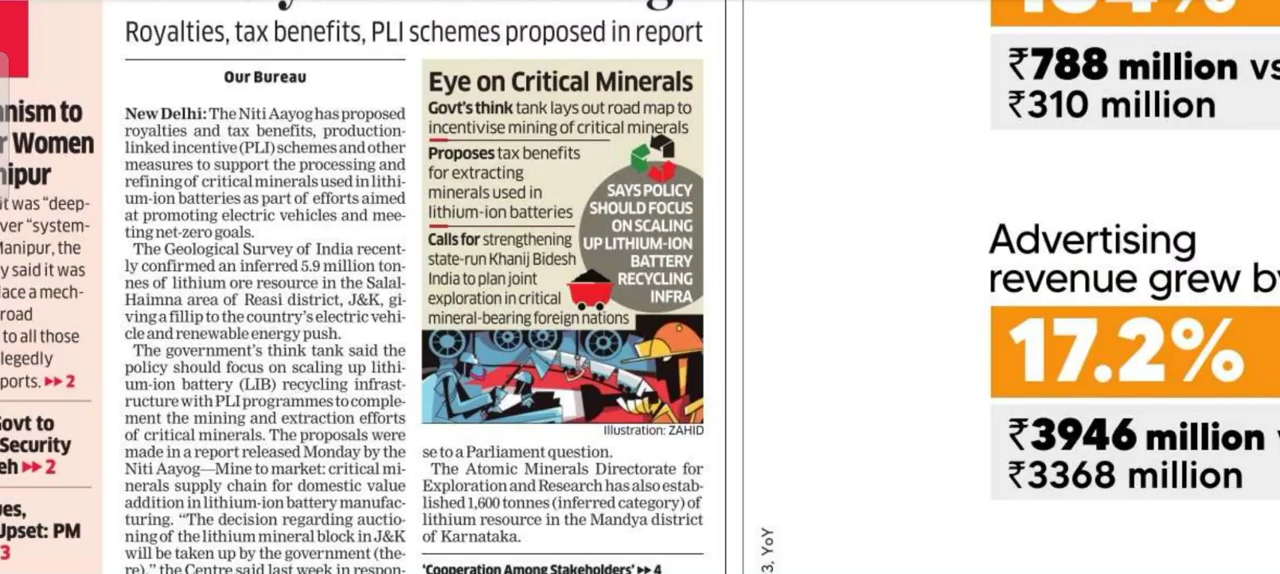 nism to
r Women
nipur
it was “deep-
ver “system-
Manipur, the
y said it was
lace a mech-
road
to all those
legedly
ports. 2
Govt to
Security
eh 2
ues,
Upset: PM
3
Royalties, tax benefits, PLI schemes proposed in report
Our Bureau
New Delhi: The Niti Aayog has proposed
royalties and tax benefits, production-
linked incentive (PLI) schemes and other
measures to support the processing and
refining of critical minerals used in lithi-
um-ion batteries as part of efforts aimed
at promoting electric vehicles and mee-
ting net-zero goals.
The Geological Survey of India recent-
ly confirmed an inferred 5.9 million ton-
nes of lithium ore resource in the Salal-
Haimna area of Reasi district, J&K, gi-
ving a fillip to the country’s electric vehi-
cle and renewable energy push.
The government’s think tank said the
policy should focus on scaling up lithi-
um-ion battery (LIB) recycling infrast-
ructure with PLI programmes to comple-
ment the mining and extraction efforts
of critical minerals. The proposals were
made in a report released Monday by the
Niti Aayog—Mine to market: critical mi-
nerals supply chain for domestic value
addition in lithium-ion battery manufac-
turing. “The decision regarding auctio-
ning of the lithium mineral block in J&K
will be taken up by the government (the-
re),” the Centre said last week in respon-
Eye on Critical Minerals
Govt’s think tank lays out road map to
incentivise mining of critical minerals
Proposes tax benefits
for extracting
minerals used in
lithium-ion batteries
Calls for strengthening
state-run Khanij Bidesh
India to plan joint
exploration in critical
mineral-bearing foreign nations
SAYS POLICY
SHOULD FOCUS
ON SCALING
UP LITHIUM-ION
BATTERY
RECYCLING
INFRA
Illustration: ZAHID
se to a Parliament question.
The Atomic Minerals Directorate for
Exploration and Research has also estab-
lished 1,600 tonnes (inferred category) of
lithium resource in the Mandya district
of Karnataka.
'Cooperation Among Stakeholders' 4
₹788 million vs
₹310 million
Advertising
revenue grew by
17.2%
₹3946 million
₹3368 million
3, YoY